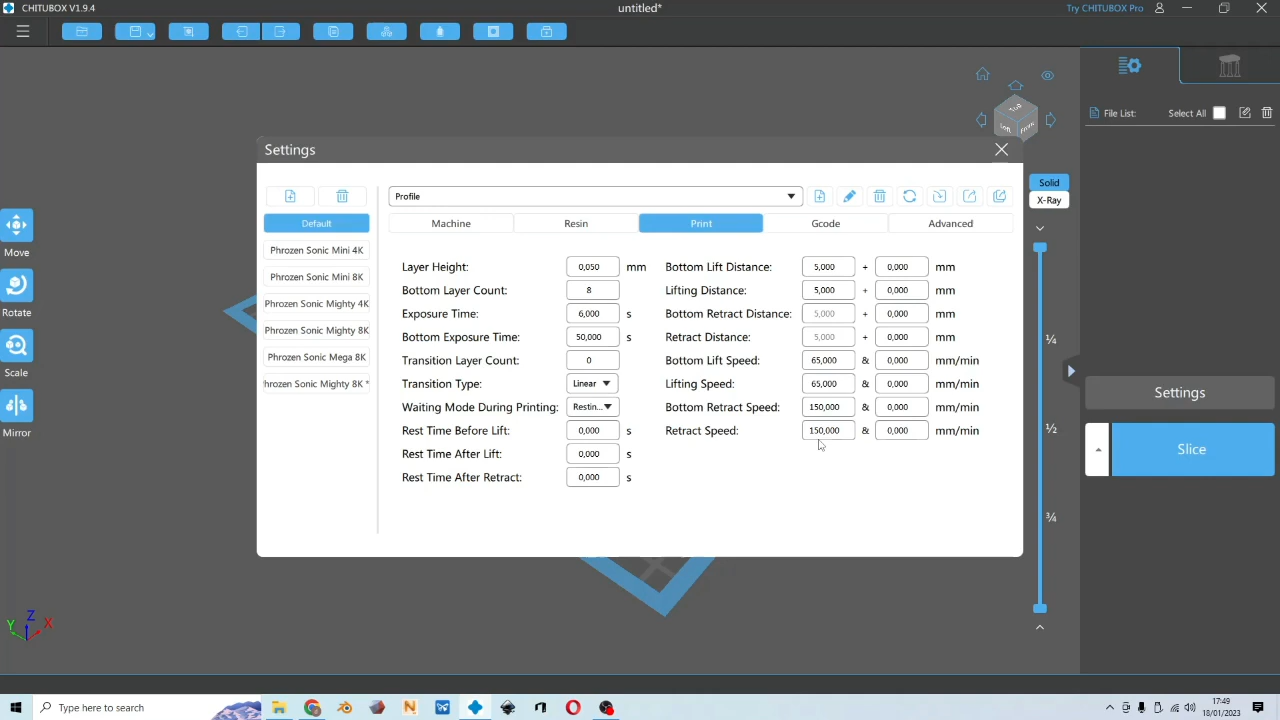 CHITUBOX V1.9.4
untitled*
Try CHITUBOX Pro
File List:
Select All
Settings
Profile
Default
Machine
Resin
Print
Gcode
Advanced
Phrozen Sonic Mini 4K
Phrozen Sonic Mini 8K
Phrozen Sonic Mighty 4K
Phrozen Sonic Mighty 8K
Phrozen Sonic Mega 8K
hrozen Sonic Mighty 8K *
Layer Height: 0,050 mm
Bottom Layer Count: 8
Exposure Time: 6,000 s
Bottom Exposure Time: 50,000 s
Transition Layer Count: 0
Transition Type: Linear
Waiting Mode During Printing: Restin...
Rest Time Before Lift: 0,000 s
Rest Time After Lift: 0,000 s
Rest Time After Retract: 0,000 s
Bottom Lift Distance: 5,000 + 0,000 mm
Lifting Distance: 5,000 + 0,000 mm
Bottom Retract Distance: 5,000 + 0,000 mm
Retract Distance: 5,000 + 0,000 mm
Bottom Lift Speed: 65,000 & 0,000 mm/min
Lifting Speed: 65,000 & 0,000 mm/min
Bottom Retract Speed: 150,000 & 0,000 mm/min
Retract Speed: 150,000 & 0,000 mm/min
Move
Rotate
Scale
Mirror
Solid
X-Ray
¼
½
¾
Settings
Slice
Z
Y
X
Type here to search
17:49
18/01/2023